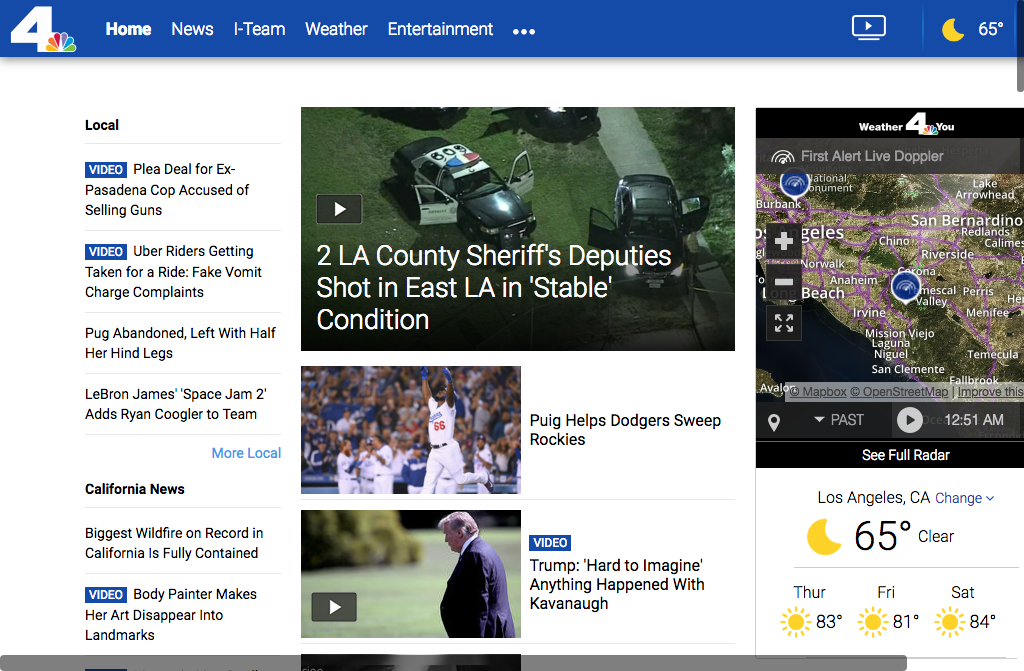 4
Home
News
I-Team
Weather
Entertainment
65°
Local
VIDEO Plea Deal for Ex-
Pasadena Cop Accused of
Selling Guns
VIDEO Uber Riders Getting
Taken for a Ride: Fake Vomit
Charge Complaints
Pug Abandoned, Left With Half
Her Hind Legs
LeBron James' 'Space Jam 2'
Adds Ryan Coogler to Team
More Local
California News
Biggest Wildfire on Record in
California Is Fully Contained
VIDEO Body Painter Makes
Her Art Disappear Into
Landmarks
2 LA County Sheriff's Deputies
Shot in East LA in 'Stable'
Condition
66
Puig Helps Dodgers Sweep
Rockies
VIDEO
Trump: 'Hard to Imagine'
Anything Happened With
Kavanaugh
Weather 4 You
First Alert Live Doppler
National
Monument
Lake
Arrowhead
Burbank
San Bernardino
Redlands
Chino
Calimes
Riverside
Norwalk
Corona
Anaheim
Long Beach
Valley
Perris
Irvine
Menifee
Mission Viejo
Laguna
Niguel
Temecula
San Clemente
Fallbrook
Avalon
© Mapbox © OpenStreetMap | Improve this
PAST
12:51 AM
See Full Radar
Los Angeles, CA Change
65° Clear
Thur
Fri
Sat
83°
81°
84°